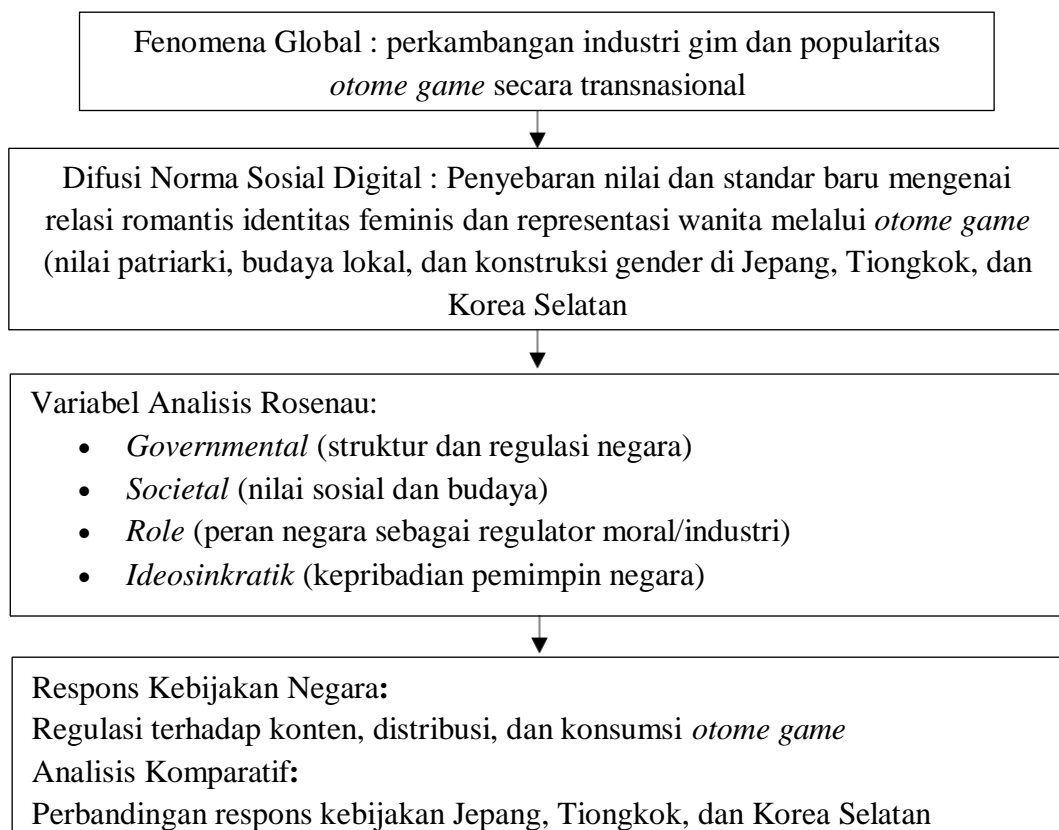 Fenomena Global : perkambangan industri gim dan popularitas
otome game secara transnasional
Difusi Norma Sosial Digital : Penyebaran nilai dan standar baru mengenai
relasi romantis identitas feminis dan representasi wanita melalui otome game
(nilai patriarki, budaya lokal, dan konstruksi gender di Jepang, Tiongkok, dan
Korea Selatan
Variabel Analisis Rosenau:
• Governmental (struktur dan regulasi negara)
• Societal (nilai sosial dan budaya)
• Role (peran negara sebagai regulator moral/industri)
• Ideosinkratik (kepribadian pemimpin negara)
Respons Kebijakan Negara:
Regulasi terhadap konten, distribusi, dan konsumsi otome game
Analisis Komparatif:
Perbandingan respons kebijakan Jepang, Tiongkok, dan Korea Selatan